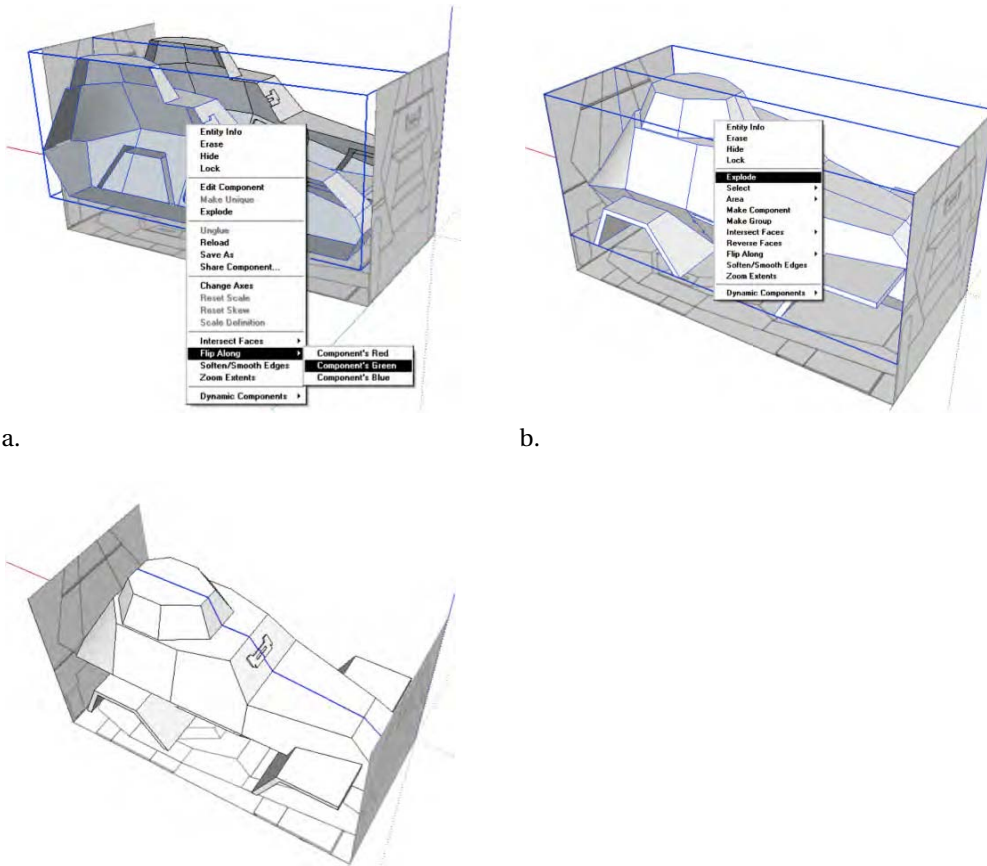 Entity Info
Erase
Hide
Lock
Edit Component
Make Unique
Explode
Unglue
Reload
Save As
Share Component...
Change Axes
Reset Scale
Reset Skew
Scale Definition
Intersect Faces
Flip Along
Soften/Smooth Edges
Zoom Extents
Dynamic Components
Component's Red
Component's Green
Component's Blue
Entity Info
Erase
Hide
Lock
Explode
Select
Area
Make Component
Make Group
Intersect Faces
Reverse Faces
Flip Along
Soften/Smooth Edges
Zoom Extents
Dynamic Components
a.
b.